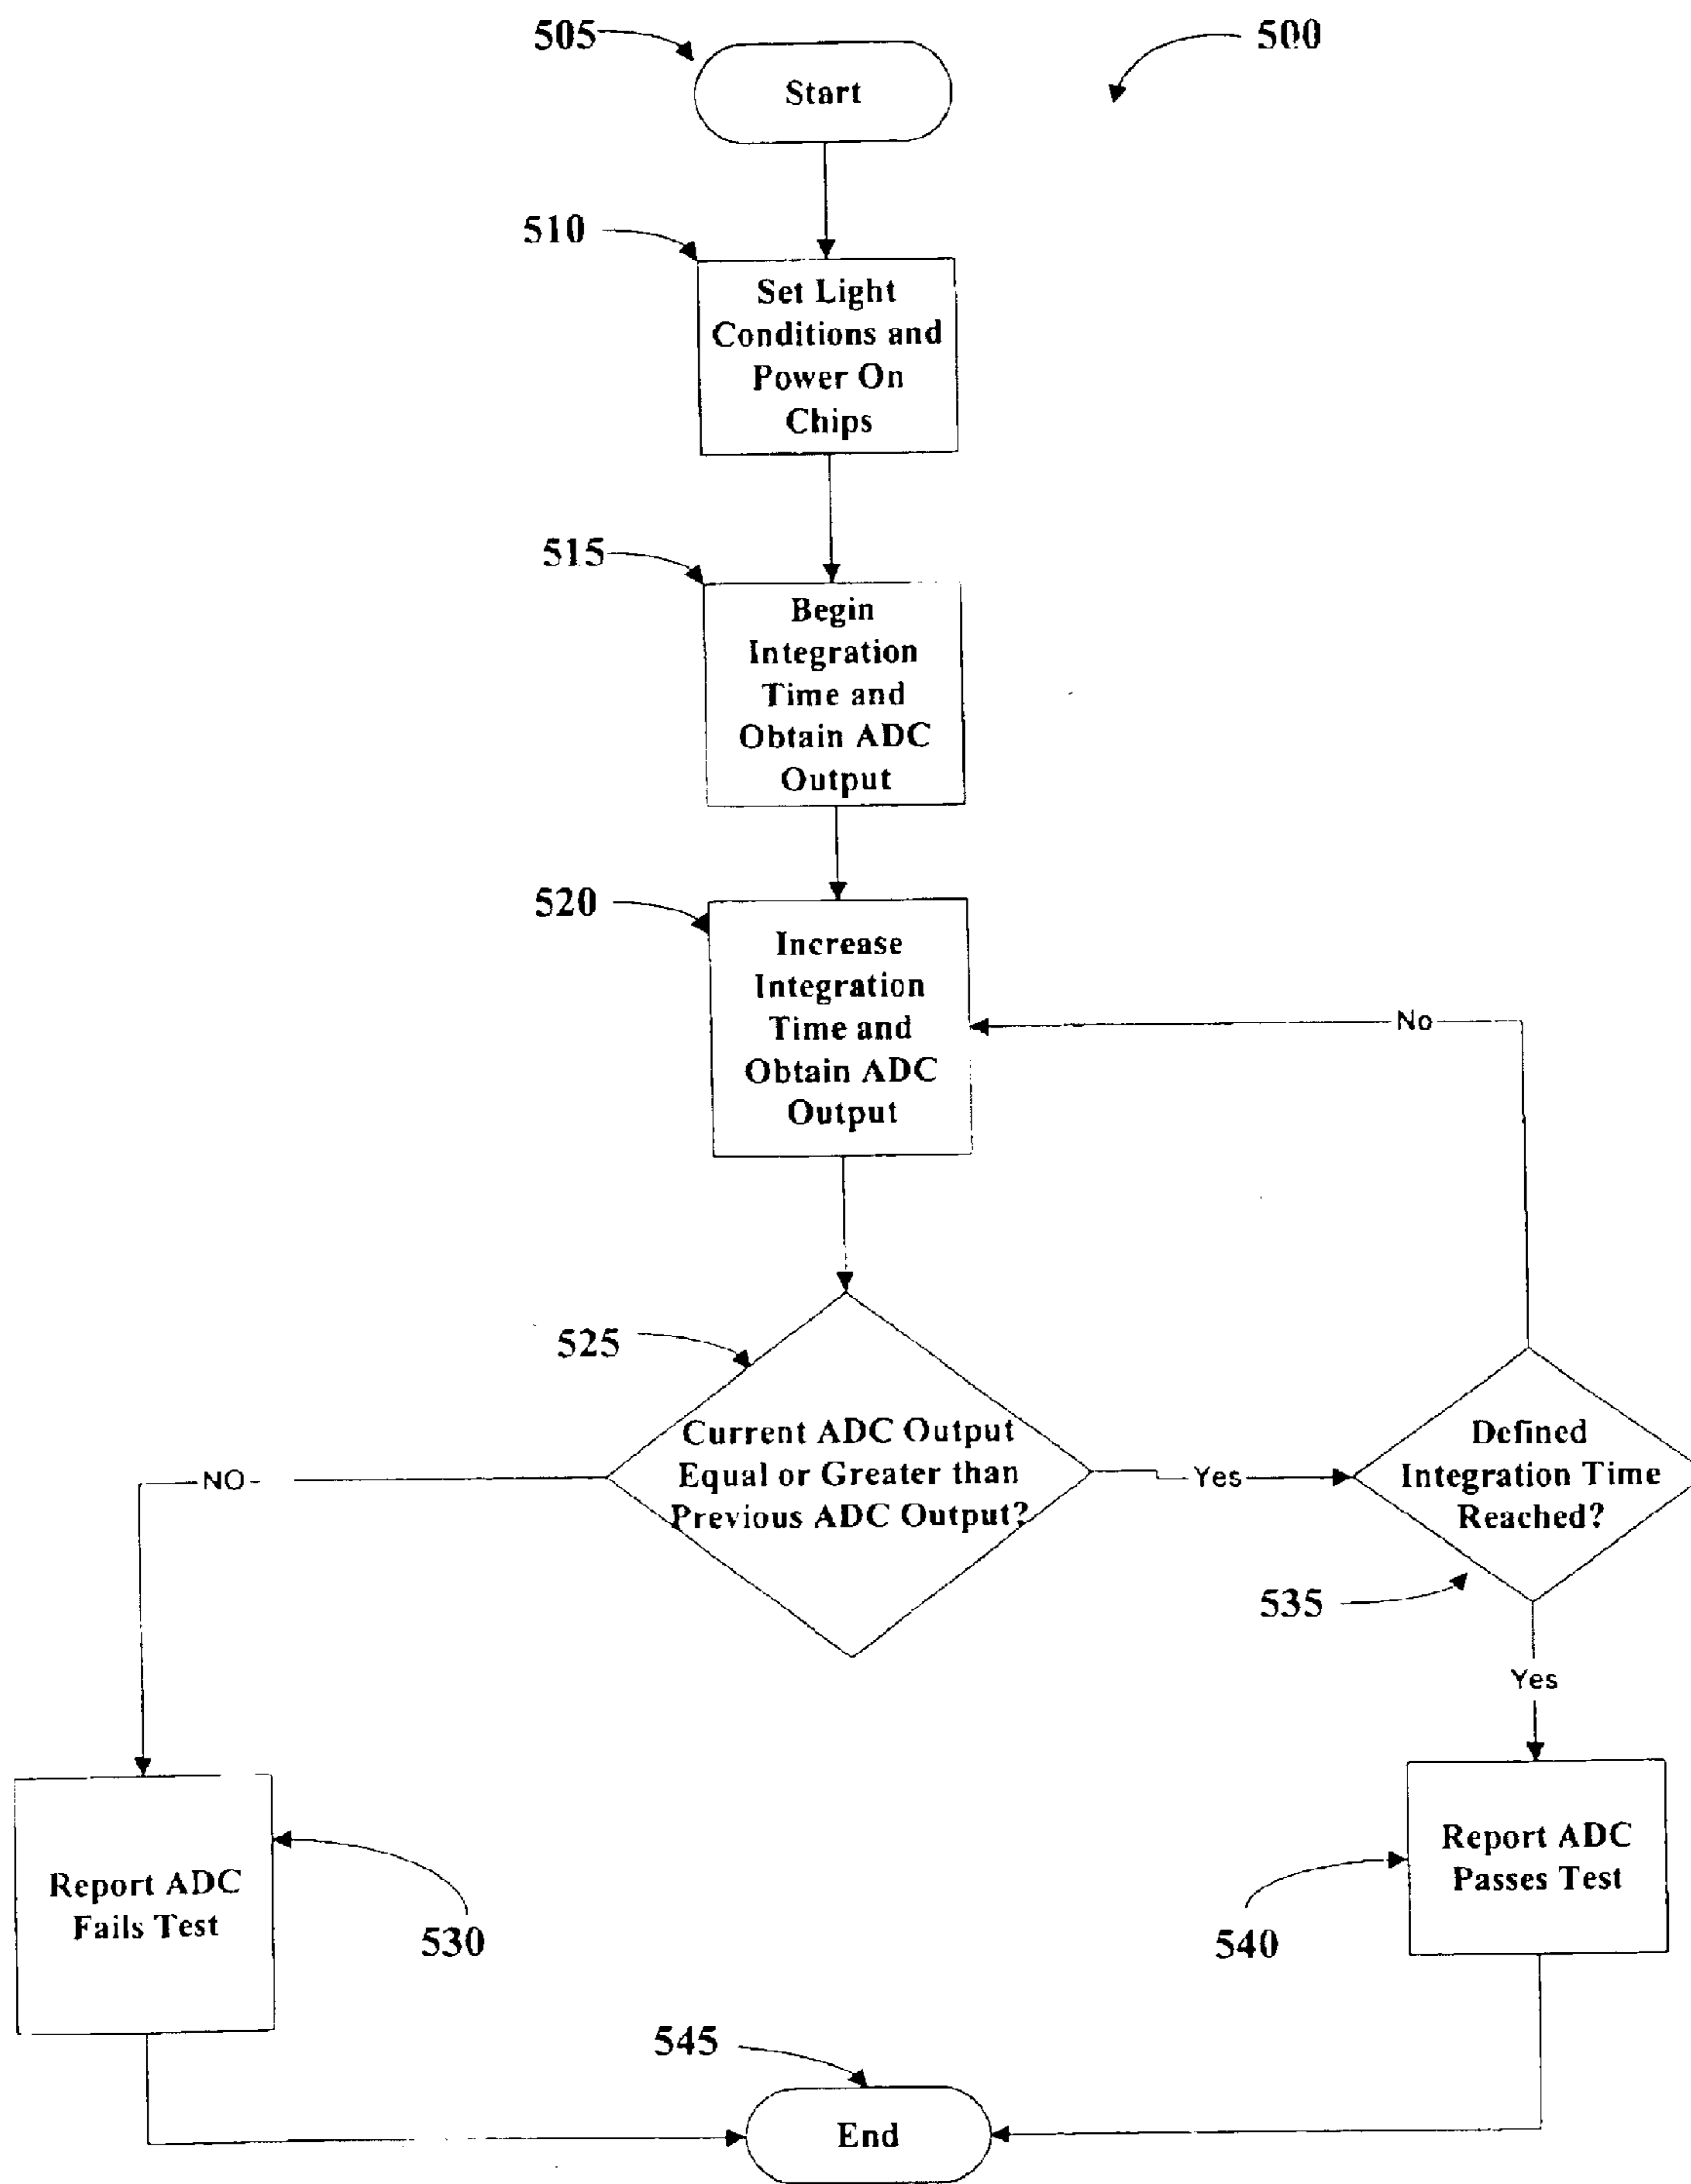 505
500
Start
510
Set Light
Conditions and
Power On
Chips
515
Begin
Integration
Time and
Obtain ADC
Output
520
Increase
Integration
Time and
Obtain ADC
Output
No
525
Current ADC Output
Equal or Greater than
Previous ADC Output?
NO
Yes
Defined
Integration Time
Reached?
535
Yes
Report ADC
Fails Test
530
Report ADC
Passes Test
540
545
End